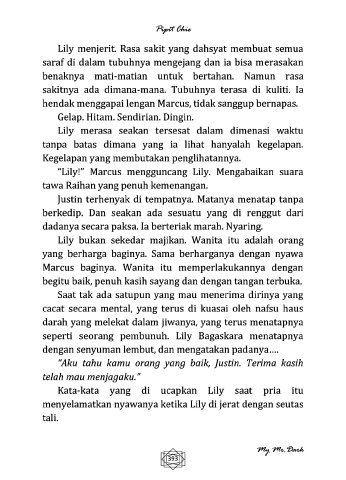 Pipit Chie
Lily menjerit. Rasa sakit yang dahsyat membuat semua
saraf di dalam tubuhnya mengejang dan ia bisa merasakan
benaknya mati-matian untuk bertahan. Namun rasa
sakitnya ada dimana-mana. Tubuhnya terasa di kuliti. Ia
hendak menggapai lengan Marcus, tidak sanggup bernapas.
Gelap. Hitam. Sendirian. Dingin.
Lily merasa seakan tersesat dalam dimenasi waktu
tanpa batas dimana yang ia lihat hanyalah kegelapan.
Kegelapan yang membutakan penglihatannya.
“Lily!” Marcus mengguncang Lily. Mengabaikan suara
tawa Raihan yang penuh kemenangan.
Justin terhenyak di tempatnya. Matanya menatap tanpa
berkedip. Dan seakan ada sesuatu yang di renggut dari
dadanya secara paksa. Ia berteriak marah. Nyaring.
Lily bukan sekedar majikan. Wanita itu adalah orang
yang berharga baginya. Sama berharganya dengan nyawa
Marcus baginya. Wanita itu memperlakukannya dengan
begitu baik, penuh kasih sayang dan dengan tangan terbuka.
Saat tak ada satupun yang mau menerima dirinya yang
cacat secara mental, yang terus di kuasai oleh nafsu haus
darah yang melekat dalam jiwanya, yang terus menatapnya
seperti seorang pembunuh. Lily Bagaskara menatapnya
dengan senyuman lembut, dan mengatakan padanya....
“Aku tahu kamu orang yang baik, Justin. Terima kasih
telah mau menjagaku.”
Kata-kata yang di ucapkan Lily saat pria itu
menyelamatkan nyawanya ketika Lily di jerat dengan seutas
tali.
393
My Mr. Dark